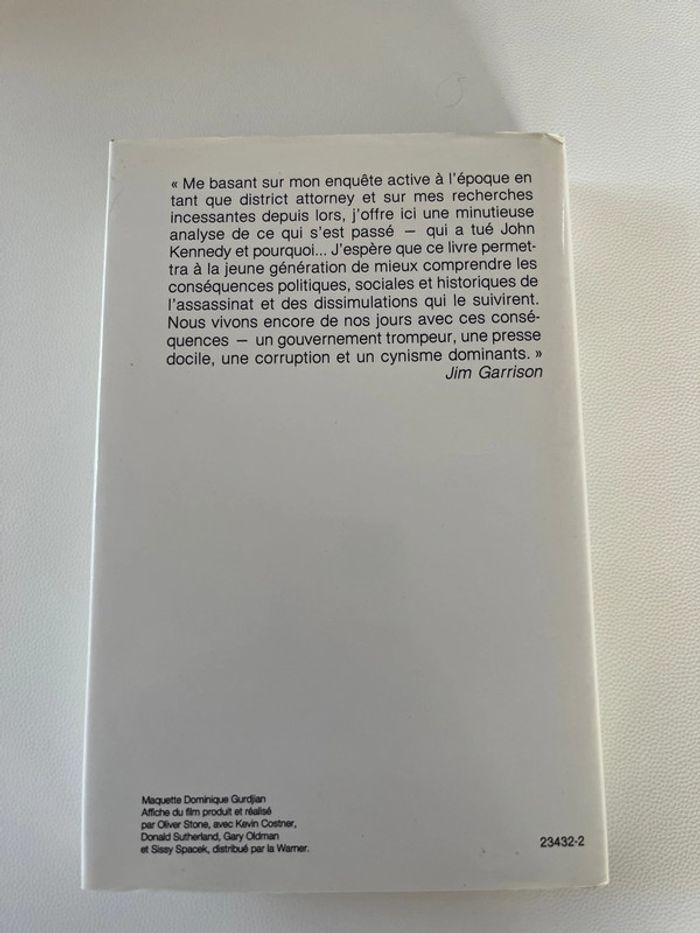 « Me basant sur mon enquête active à l'époque en
tant que district attorney et sur mes recherches
incessantes depuis lors, j'offre ici une minutieuse
analyse de ce qui s'est passé — qui a tué John
Kennedy et pourquoi... J'espère que ce livre permet-
tra à la jeune génération de mieux comprendre les
conséquences politiques, sociales et historiques de
l'assassinat et des dissimulations qui le suivirent.
Nous vivons encore de nos jours avec ces consé-
quences — un gouvernement trompeur, une presse
docile, une corruption et un cynisme dominants. »
Jim Garrison
Maquette Dominique Gurdjian
Affiche du film produit et réalisé
par Oliver Stone, avec Kevin Costner,
Donald Sutherland, Gary Oldman
et Sissy Spacek, distribué par la Warner.
23432-2